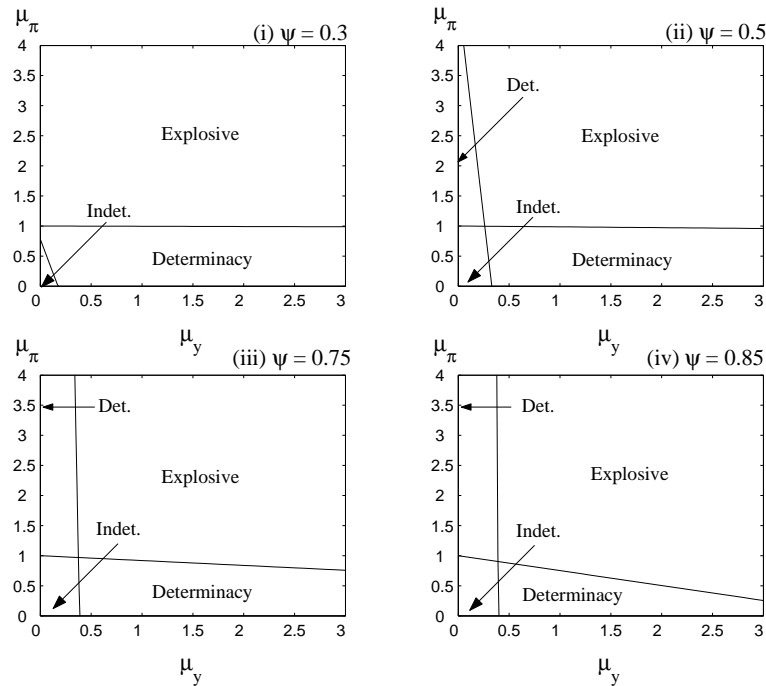 μπ
(i) ψ = 0.3
4
3.5
3
2.5
2
1.5
1
0.5
0
Explosive
Indet.
Determinacy
0 0.5 1 1.5 2 2.5 3
μy
μπ
(ii) ψ = 0.5
4
3.5
3
2.5
2
1.5
1
0.5
0
Det.
Explosive
Indet.
Determinacy
0 0.5 1 1.5 2 2.5 3
μy
μπ
(iii) ψ = 0.75
4
3.5
3
2.5
2
1.5
1
0.5
0
Det.
Explosive
Indet.
Determinacy
0 0.5 1 1.5 2 2.5 3
μy
μπ
(iv) ψ = 0.85
4
3.5
3
2.5
2
1.5
1
0.5
0
Det.
Explosive
Indet.
Determinacy
0 0.5 1 1.5 2 2.5 3
μy